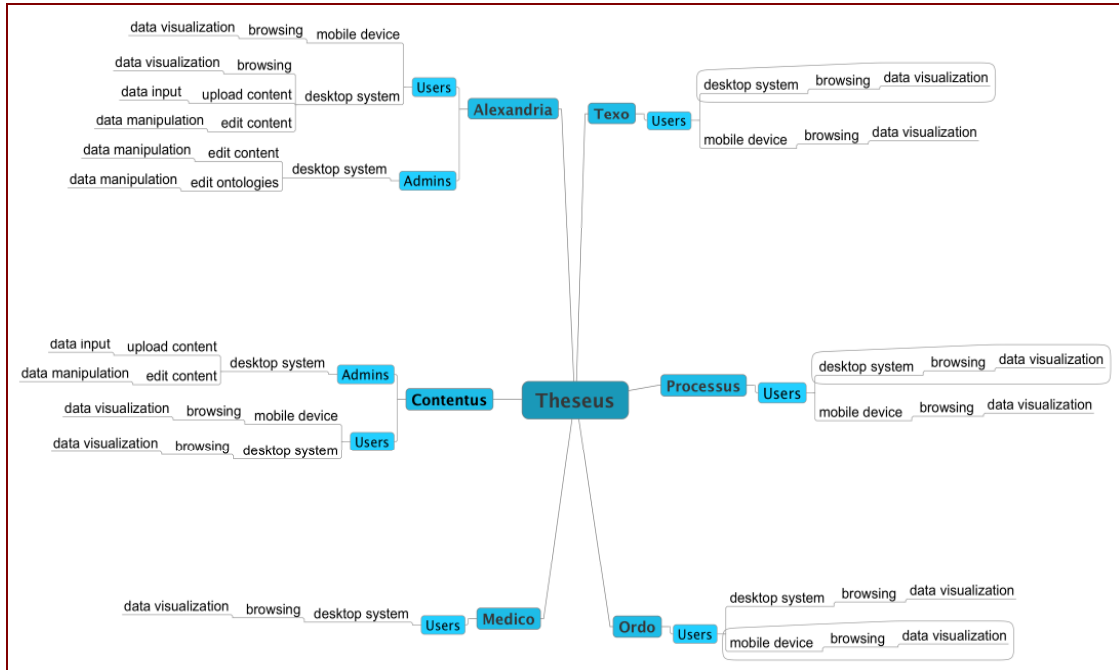 data visualization browsing mobile device
data visualization browsing
data input upload content desktop system
data manipulation edit content
Users
data manipulation edit content
data manipulation edit ontologies desktop system
Admins
Alexandria
Texo
Users
desktop system browsing data visualization
mobile device browsing data visualization
data input upload content
data manipulation edit content desktop system
Admins
data visualization browsing mobile device
data visualization browsing desktop system
Users
Contentus
Theseus
Processus
Users
desktop system browsing data visualization
mobile device browsing data visualization
data visualization browsing desktop system
Users
Medico
Ordo
Users
desktop system browsing data visualization
mobile device browsing data visualization